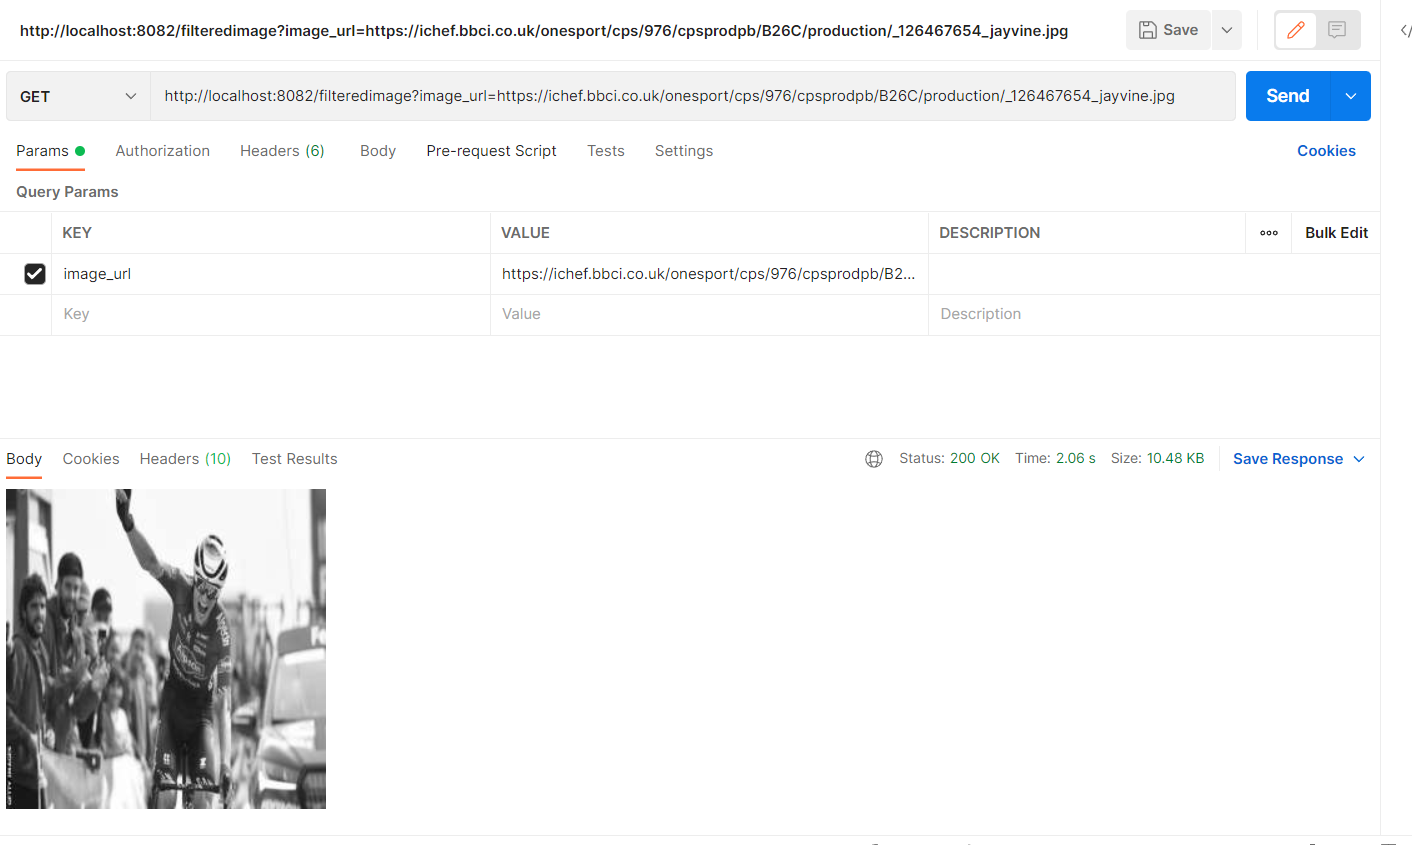 http://localhost:8082/filteredimage?image_url=https://ichef.bbci.co.uk/onesport/cps/976/cpsprodpb/B26C/production/_126467654_jayvine.jpg
Save
GET
http://localhost:8082/filteredimage?image_url=https://ichef.bbci.co.uk/onesport/cps/976/cpsprodpb/B26C/production/_126467654_jayvine.jpg
Send
Params Authorization Headers (6) Body Pre-request Script Tests Settings Cookies
Query Params
KEY VALUE DESCRIPTION Bulk Edit
image_url https://ichef.bbci.co.uk/onesport/cps/976/cpsprodpb/B2...
Key Value Description
Body Cookies Headers (10) Test Results Status: 200 OK Time: 2.06 s Size: 10.48 KB Save Response
GETTY IMAGES